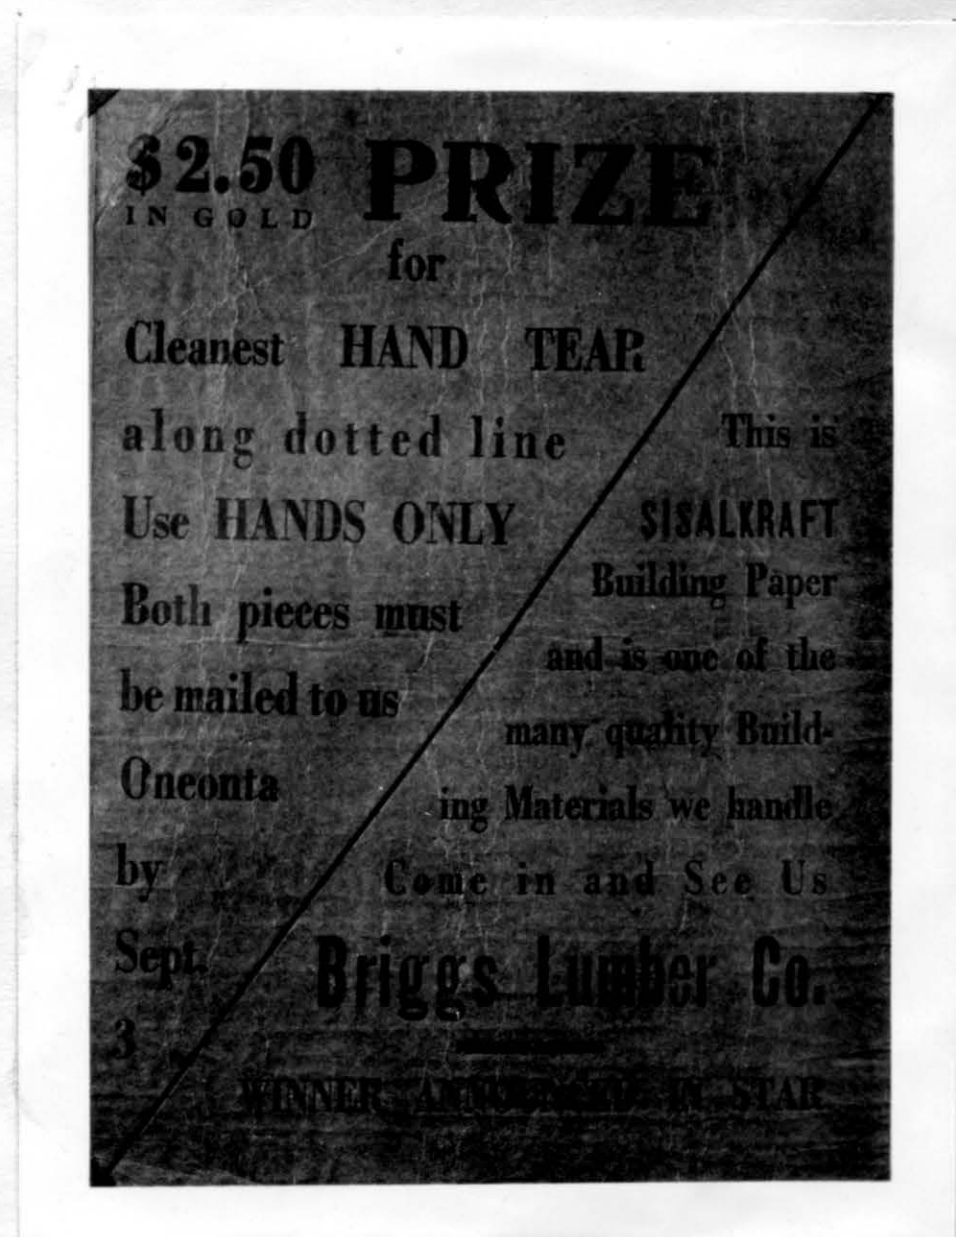 $2.50 PRIZE
IN GOLD
for
Cleanest HAND TEAR
along dotted line
Use HANDS ONLY
Both pieces must
be mailed to us
Oneonta
by
Sept.
3
This is
SISALKRAFT
Building Paper
and is one of the
many quality Build-
ing Materials we handle
Come in and See Us
Briggs Lumber Co.
WINNER ANNOUNCED IN STAR